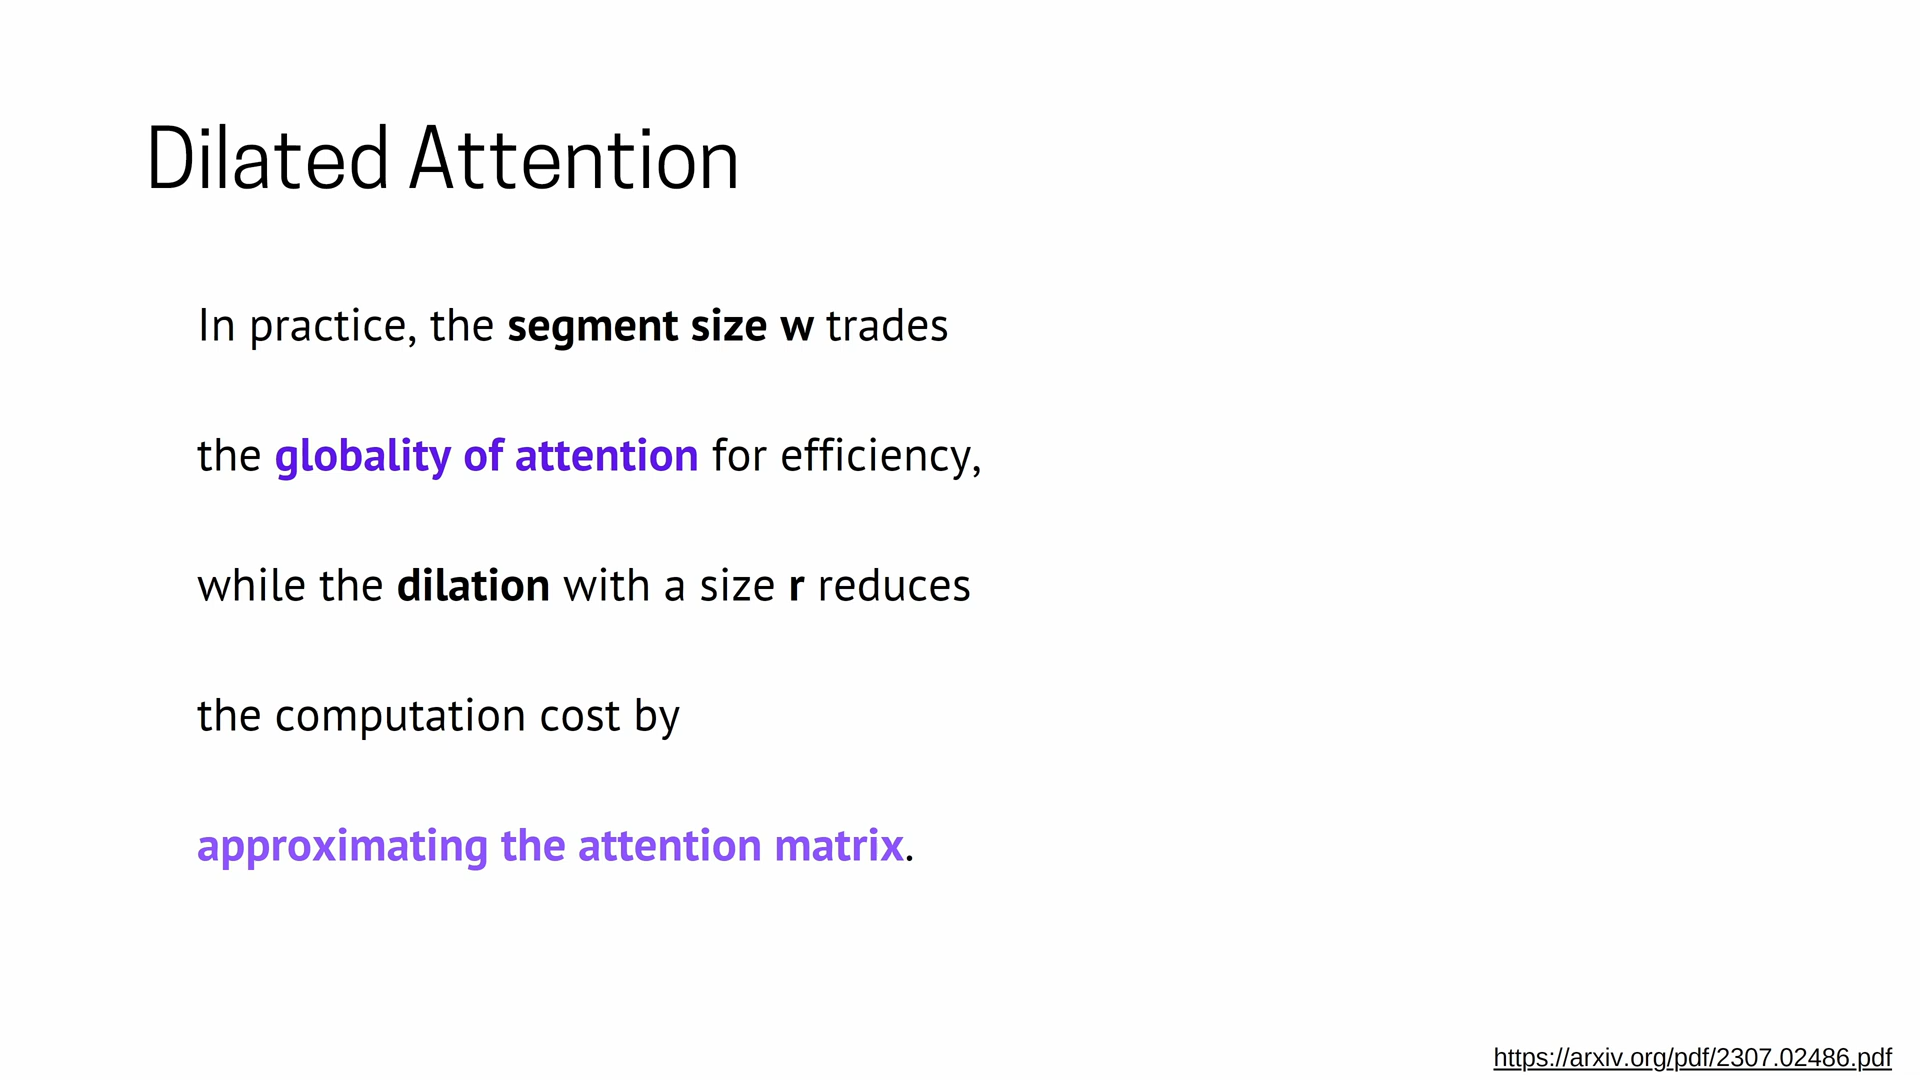 Dilated Attention
In practice, the segment size w trades
the globality of attention for efficiency,
while the dilation with a size r reduces
the computation cost by
approximating the attention matrix.
https://arxiv.org/pdf/2307.02486.pdf